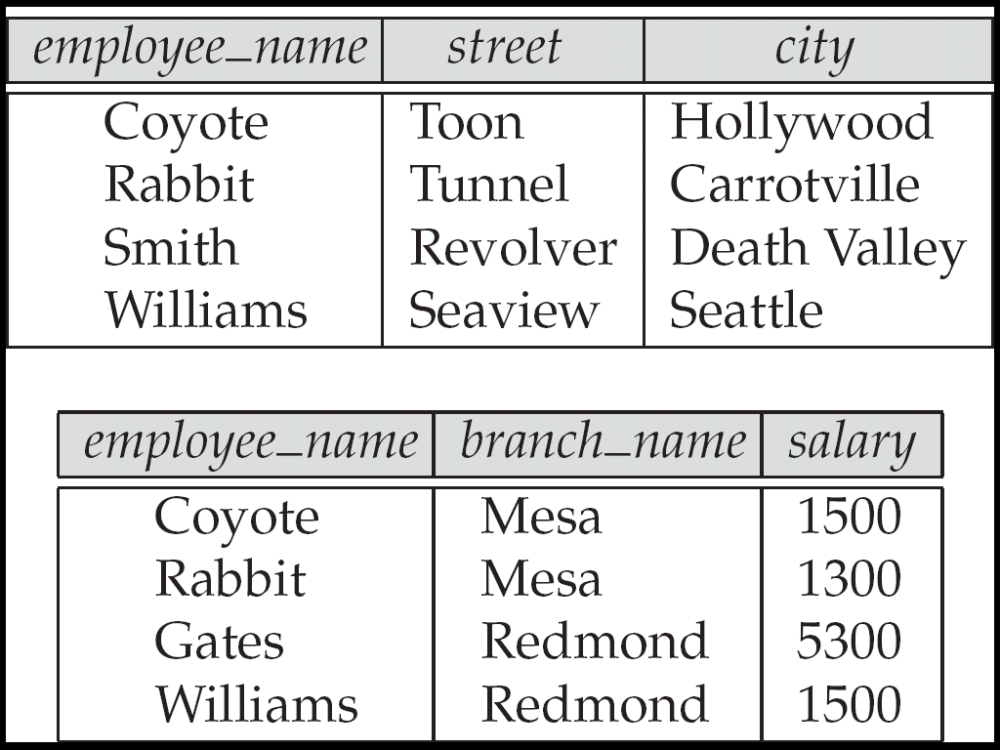 employee_name street city
Coyote Toon Hollywood
Rabbit Tunnel Carrotville
Smith Revolver Death Valley
Williams Seaview Seattle
employee_name branch_name salary
Coyote Mesa 1500
Rabbit Mesa 1300
Gates Redmond 5300
Williams Redmond 1500